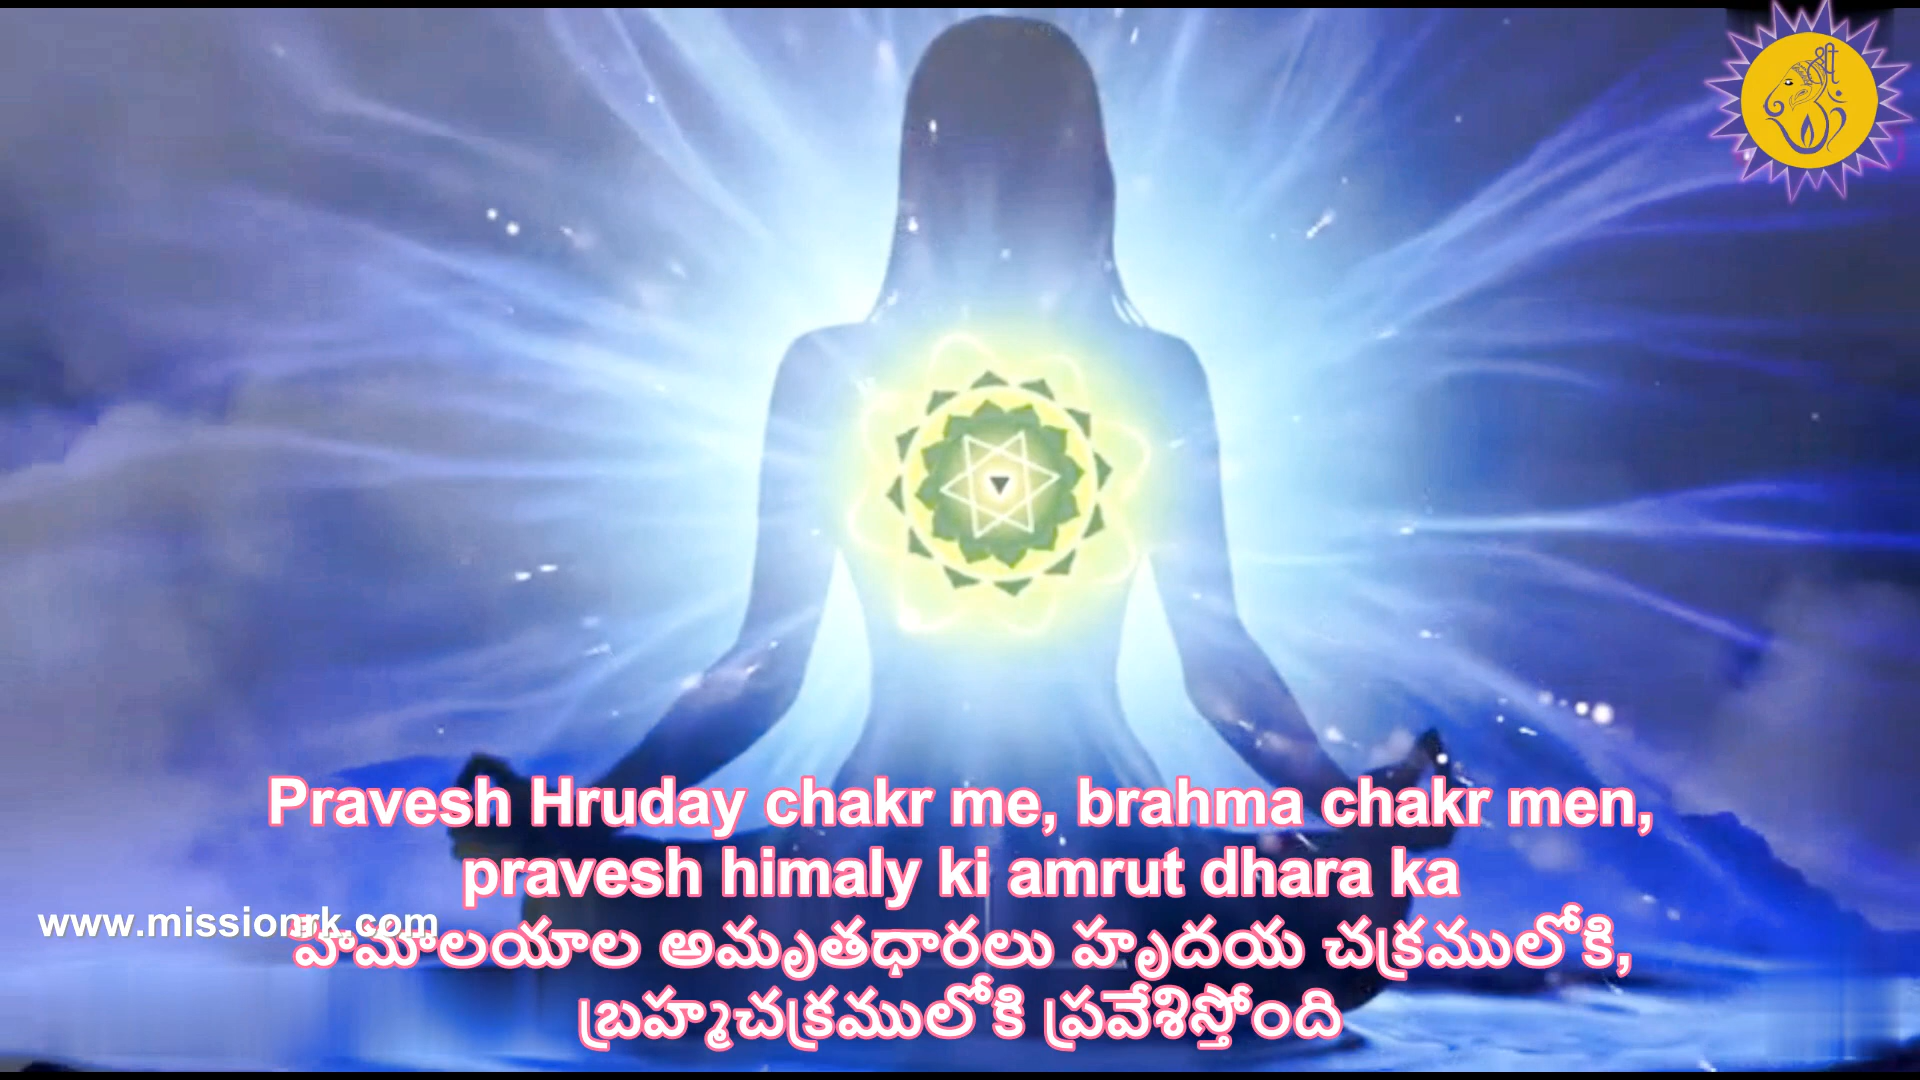 Pravesh Hruday chakr me, brahma chakr men,
pravesh himaly ki amrut dhara ka
www.missionrk.com
హిమాలయాల అమృతధారలు హృదయ చక్రములోకి,
బ్రహ్మచక్రములోకి ప్రవేశిస్తోంది